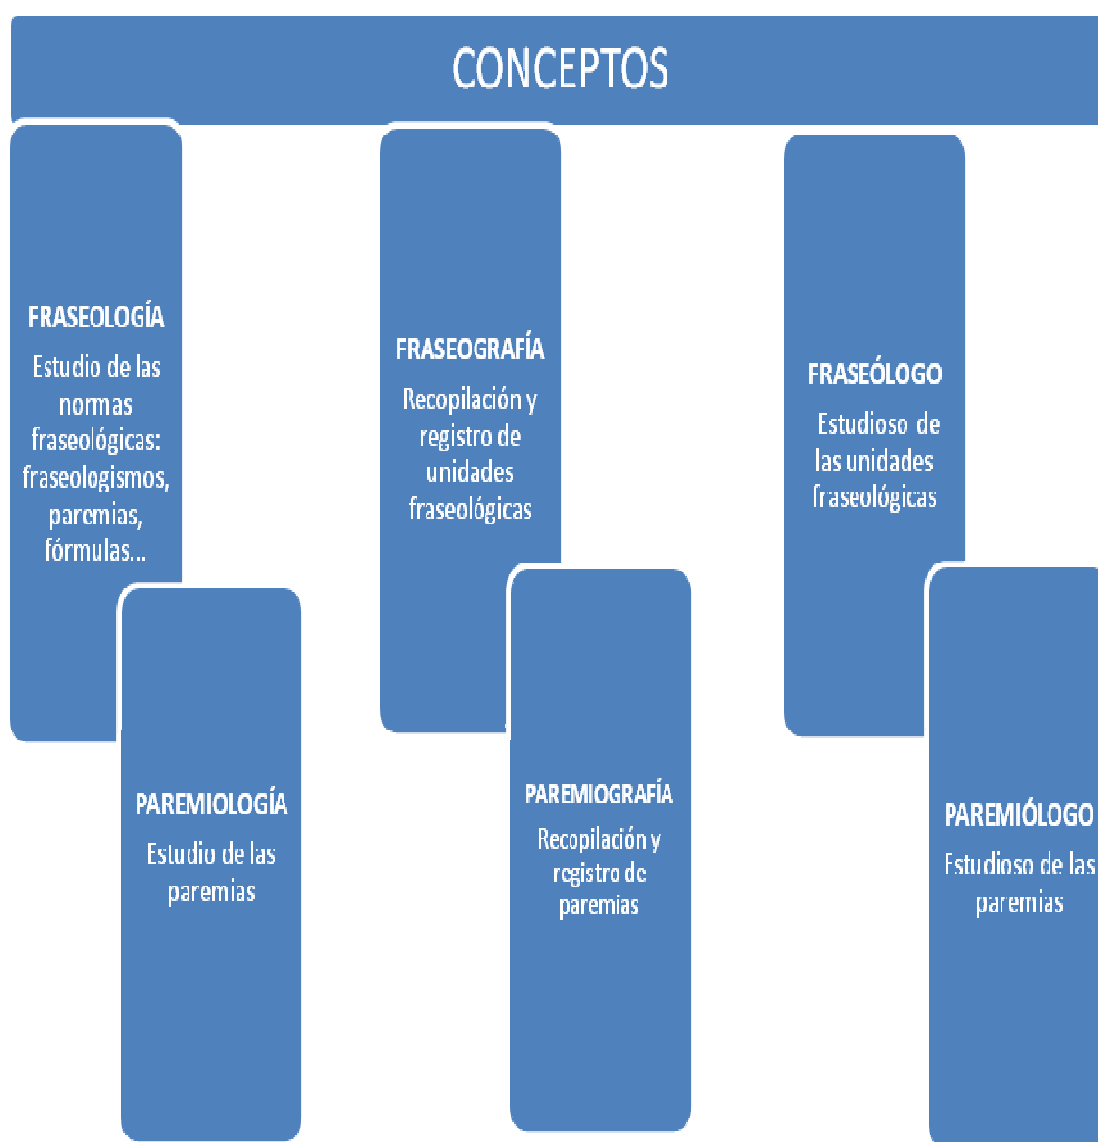 CONCEPTOS
FRASEOLOGÍA
Estudio de las
normas
fraseológicas:
fraseologismos,
paremias,
fórmulas...
PAREMIOLOGÍA
Estudio de las
paremias
FRASEOGRAFÍA
Recopilación y
registro de
unidades
fraseológicas
PAREMIOGRAFÍA
Recopilación y
registro de
paremias
FRASEÓLOGO
Estudioso de
las unidades
fraseológicas
PAREMIÓLOGO
Estudioso de las
paremias